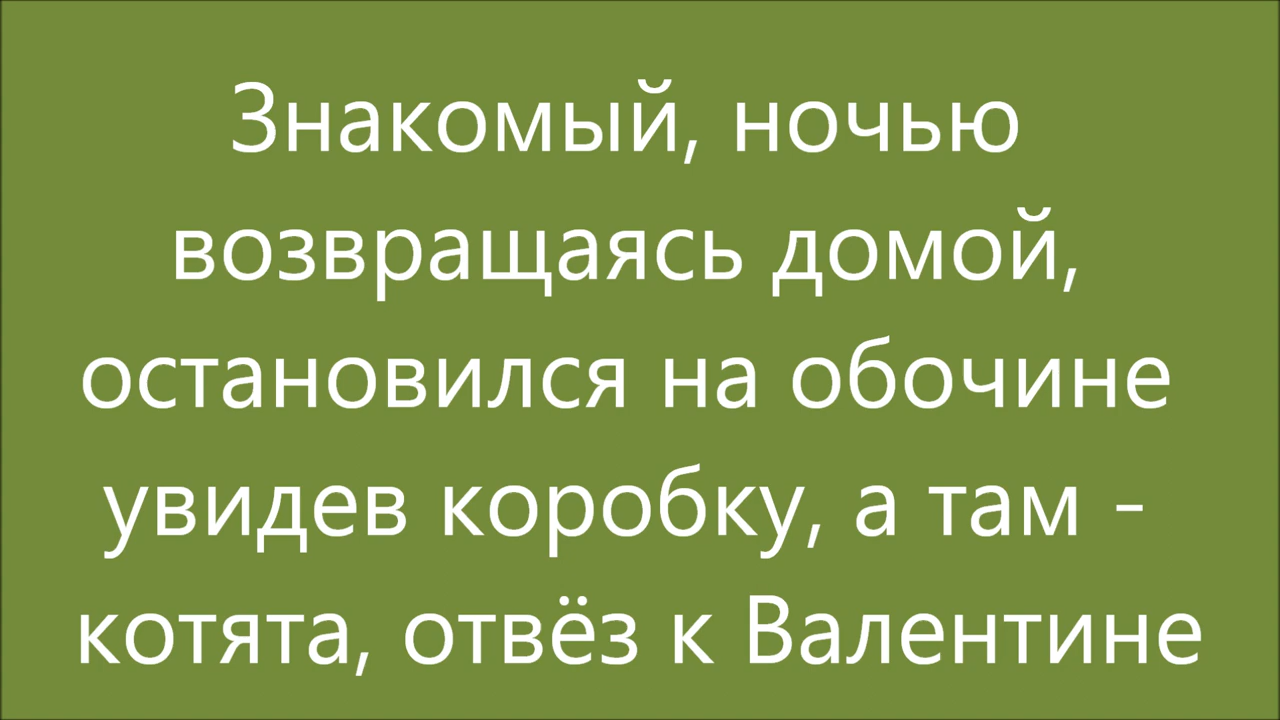 Знакомый, ночью
возвращаясь домой,
остановился на обочине
увидев коробку, а там -
котята, отвёз к Валентине